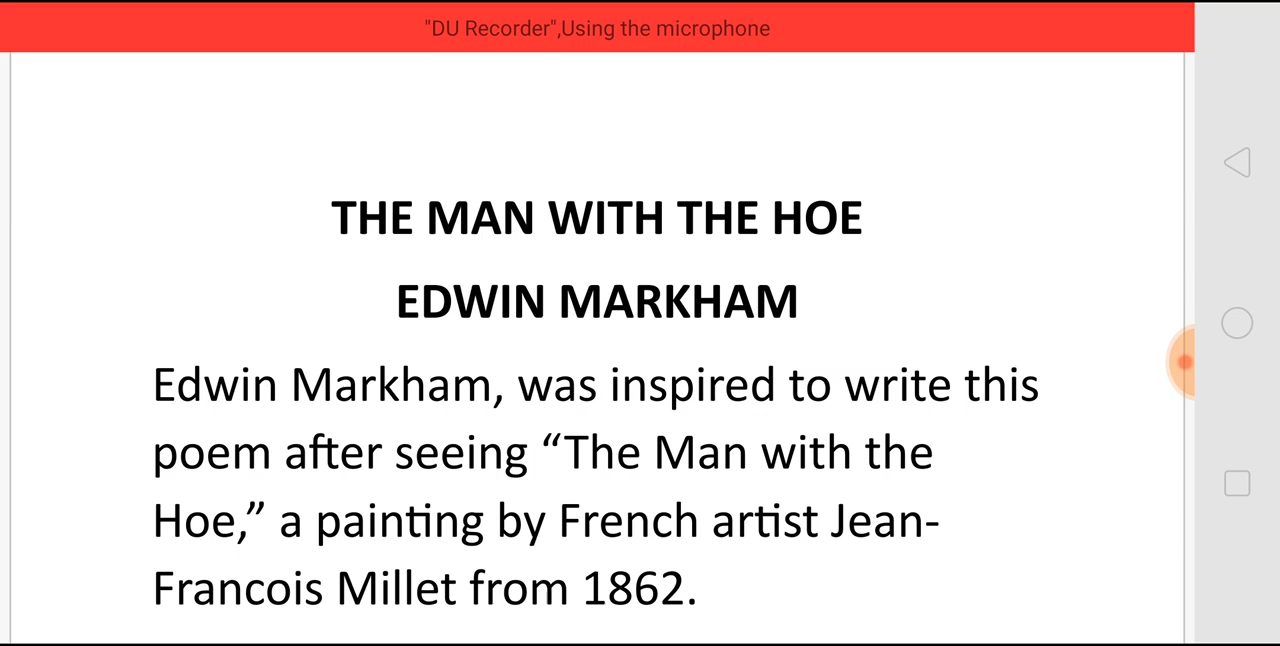 "DU Recorder",Using the microphone
THE MAN WITH THE HOE
EDWIN MARKHAM
Edwin Markham, was inspired to write this
poem after seeing “The Man with the
Hoe,” a painting by French artist Jean-
Francois Millet from 1862.